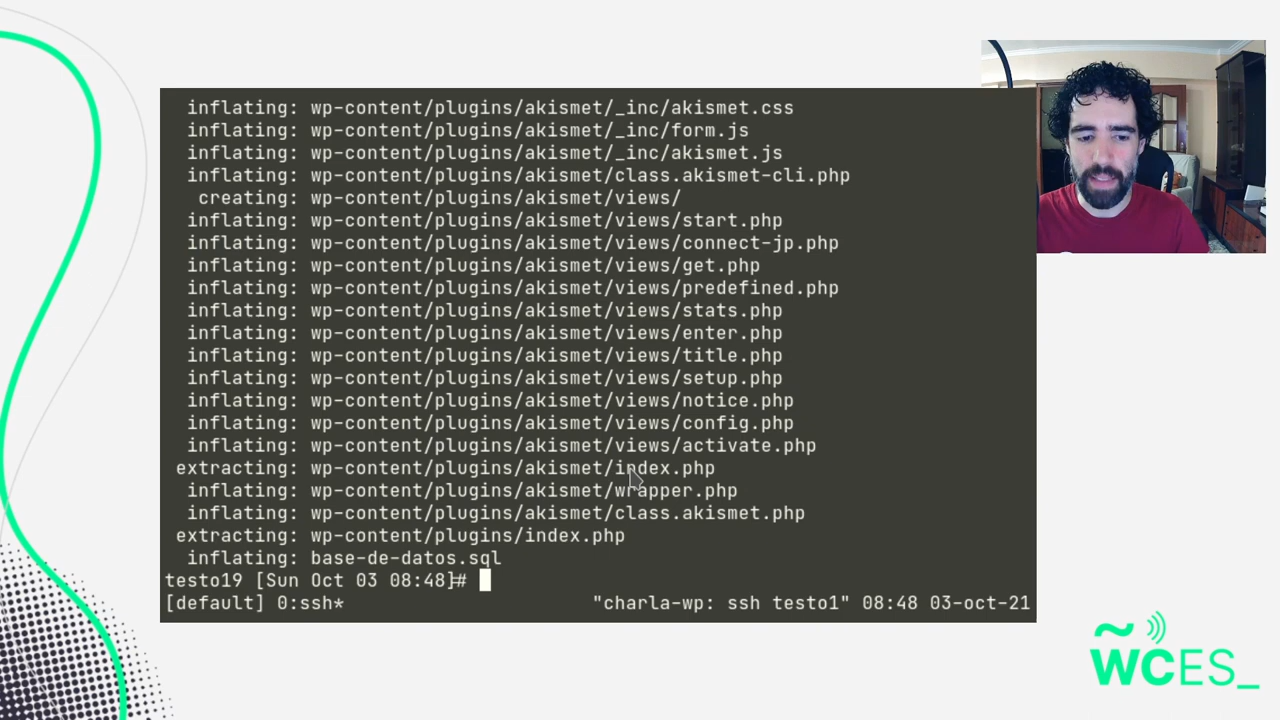 inflating: wp-content/plugins/akismet/_inc/akismet.css
inflating: wp-content/plugins/akismet/_inc/form.js
inflating: wp-content/plugins/akismet/_inc/akismet.js
inflating: wp-content/plugins/akismet/class.akismet-cli.php
creating: wp-content/plugins/akismet/views/
inflating: wp-content/plugins/akismet/views/start.php
inflating: wp-content/plugins/akismet/views/connect-jp.php
inflating: wp-content/plugins/akismet/views/get.php
inflating: wp-content/plugins/akismet/views/predefined.php
inflating: wp-content/plugins/akismet/views/stats.php
inflating: wp-content/plugins/akismet/views/enter.php
inflating: wp-content/plugins/akismet/views/title.php
inflating: wp-content/plugins/akismet/views/setup.php
inflating: wp-content/plugins/akismet/views/notice.php
inflating: wp-content/plugins/akismet/views/config.php
inflating: wp-content/plugins/akismet/views/activate.php
extracting: wp-content/plugins/akismet/index.php
inflating: wp-content/plugins/akismet/wrapper.php
inflating: wp-content/plugins/akismet/class.akismet.php
extracting: wp-content/plugins/index.php
inflating: base-de-datos.sql
testo19 [Sun Oct 03 08:48]#
[default] 0:ssh* "charla-wp: ssh testo1" 08:48 03-oct-21
~
WCES_